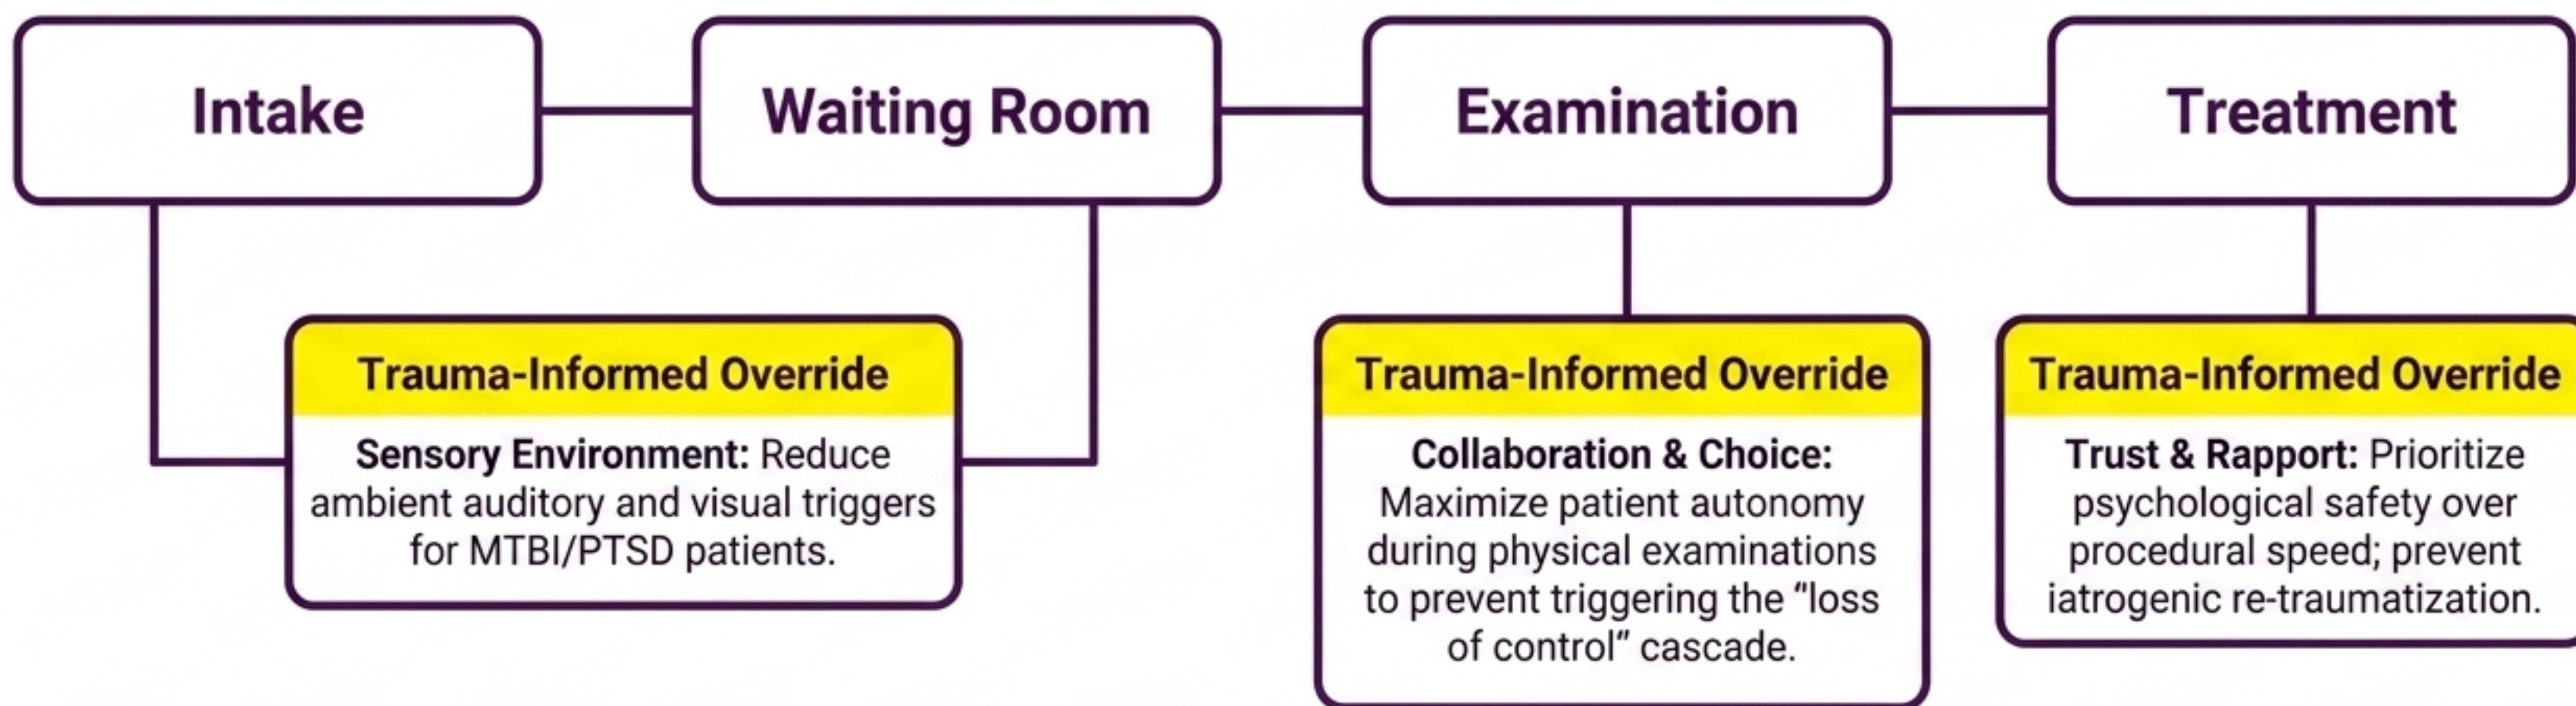 Intake
Waiting Room
Examination
Treatment
Trauma-Informed Override
Sensory Environment: Reduce
ambient auditory and visual triggers
for MTBI/PTSD patients.
Trauma-Informed Override
Collaboration & Choice:
Maximize patient autonomy
during physical examinations
to prevent triggering the “loss
of control” cascade.
Trauma-Informed Override
Trust & Rapport: Prioritize
psychological safety over
procedural speed; prevent
iatrogenic re-traumatization.